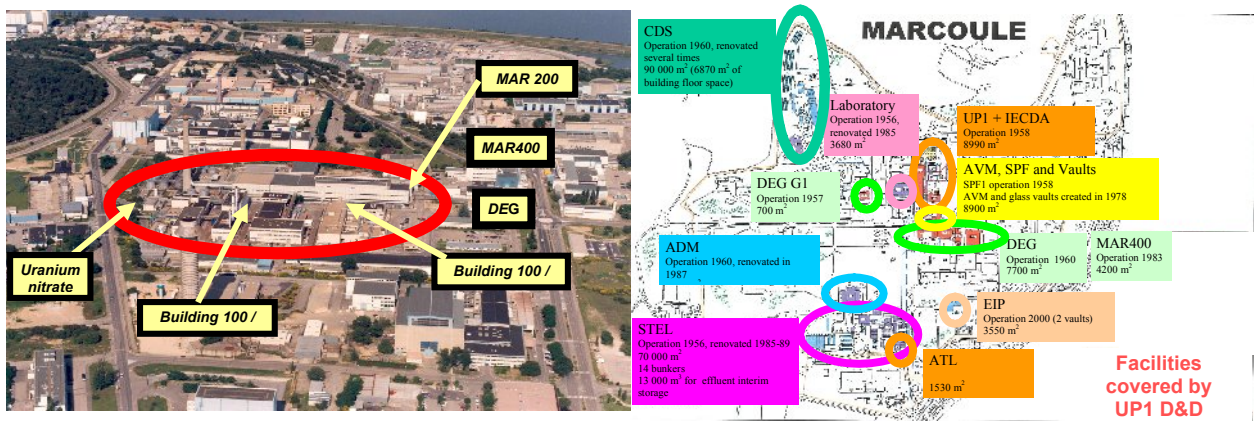 MAR 200
MAR400
DEG
Uranium
nitrate
Building 100 /
Building 100 /
MARCOULE
CDS
Operation 1960, renovated
several times
90 000 m² (6870 m² of
building floor space)
Laboratory
Operation 1956,
renovated 1985
3680 m²
UP1 + IECDA
Operation 1958
8990 m²
DEG G1
Operation 1957
700 m²
AVM, SPF and Vaults
SPF1 operation 1958
AVM and glass vaults created in 1978
8900 m²
ADM
Operation 1960, renovated in
1987
DEG
Operation 1960
7700 m²
MAR400
Operation 1983
4200 m²
EIP
Operation 2000 (2 vaults)
3550 m²
STEL
Operation 1956, renovated 1985-89
70 000 m²
14 bunkers
13 000 m³ for effluent interim
storage
ATL
1530 m²
Facilities
covered by
UP1 D&D